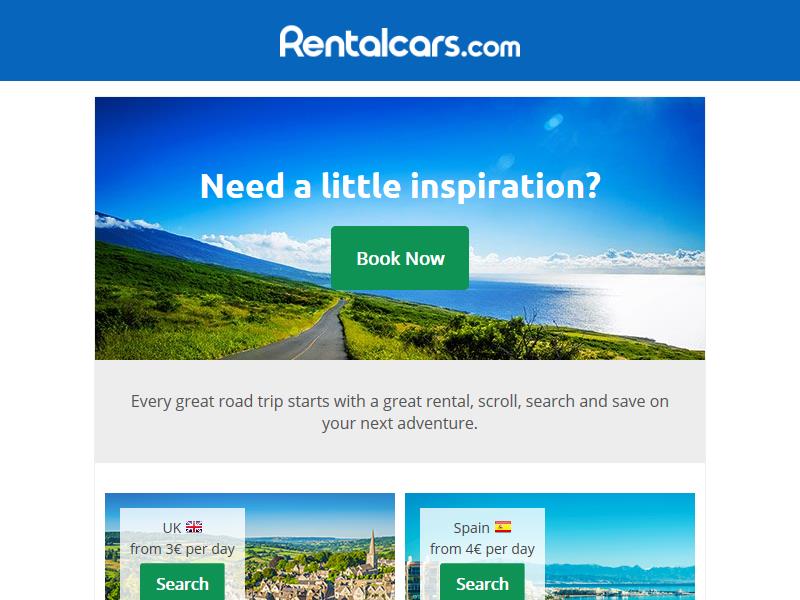 Rentalcars.com
Need a little inspiration?
Book Now
Every great road trip starts with a great rental, scroll, search and save on
your next adventure.
UK
from 3€ per day
Search
Spain
from 4€ per day
Search